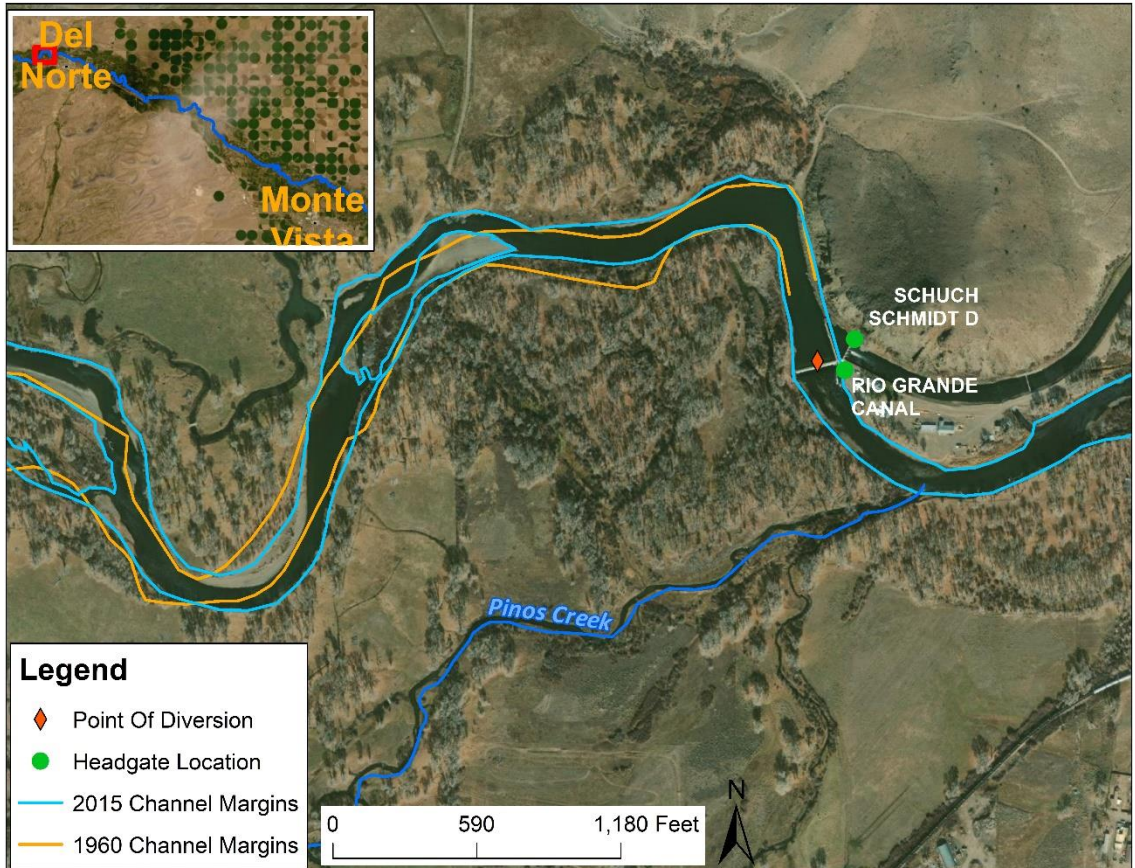 Del
Norte
Monte
Vista
SCHUCH
SCHMIDT D
RIO GRANDE
CANAL
Pinos Creek
Legend
Point Of Diversion
Headgate Location
2015 Channel Margins
1960 Channel Margins
0 590 1,180 Feet
N